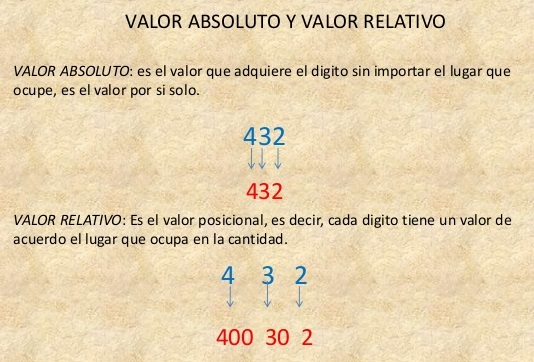 VALOR ABSOLUTO Y VALOR RELATIVO
VALOR ABSOLUTO: es el valor que adquiere el digito sin importar el lugar que
ocupe, es el valor por si solo.
432
432
VALOR RELATIVO: Es el valor posicional, es decir, cada digito tiene un valor de
acuerdo el lugar que ocupa en la cantidad.
4 3 2
400 30 2